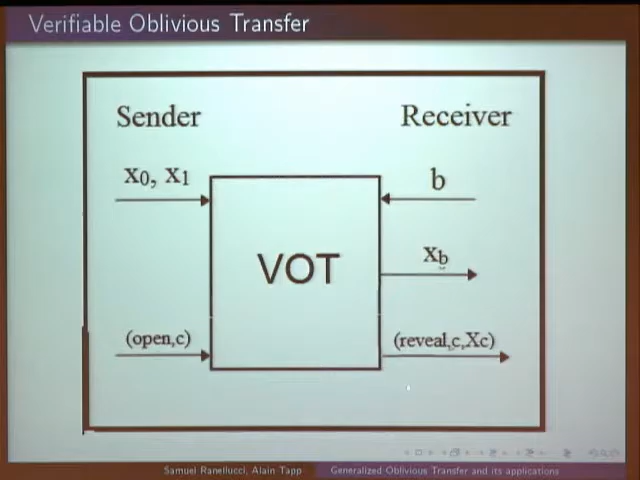 Verifiable Oblivious Transfer
Sender Receiver
X0, X1 b
VOT
Xb
(open,c) (reveal,c,Xc)
Samuel Ranellucci, Alain Tapp Generalized Oblivious Transfer and its applications